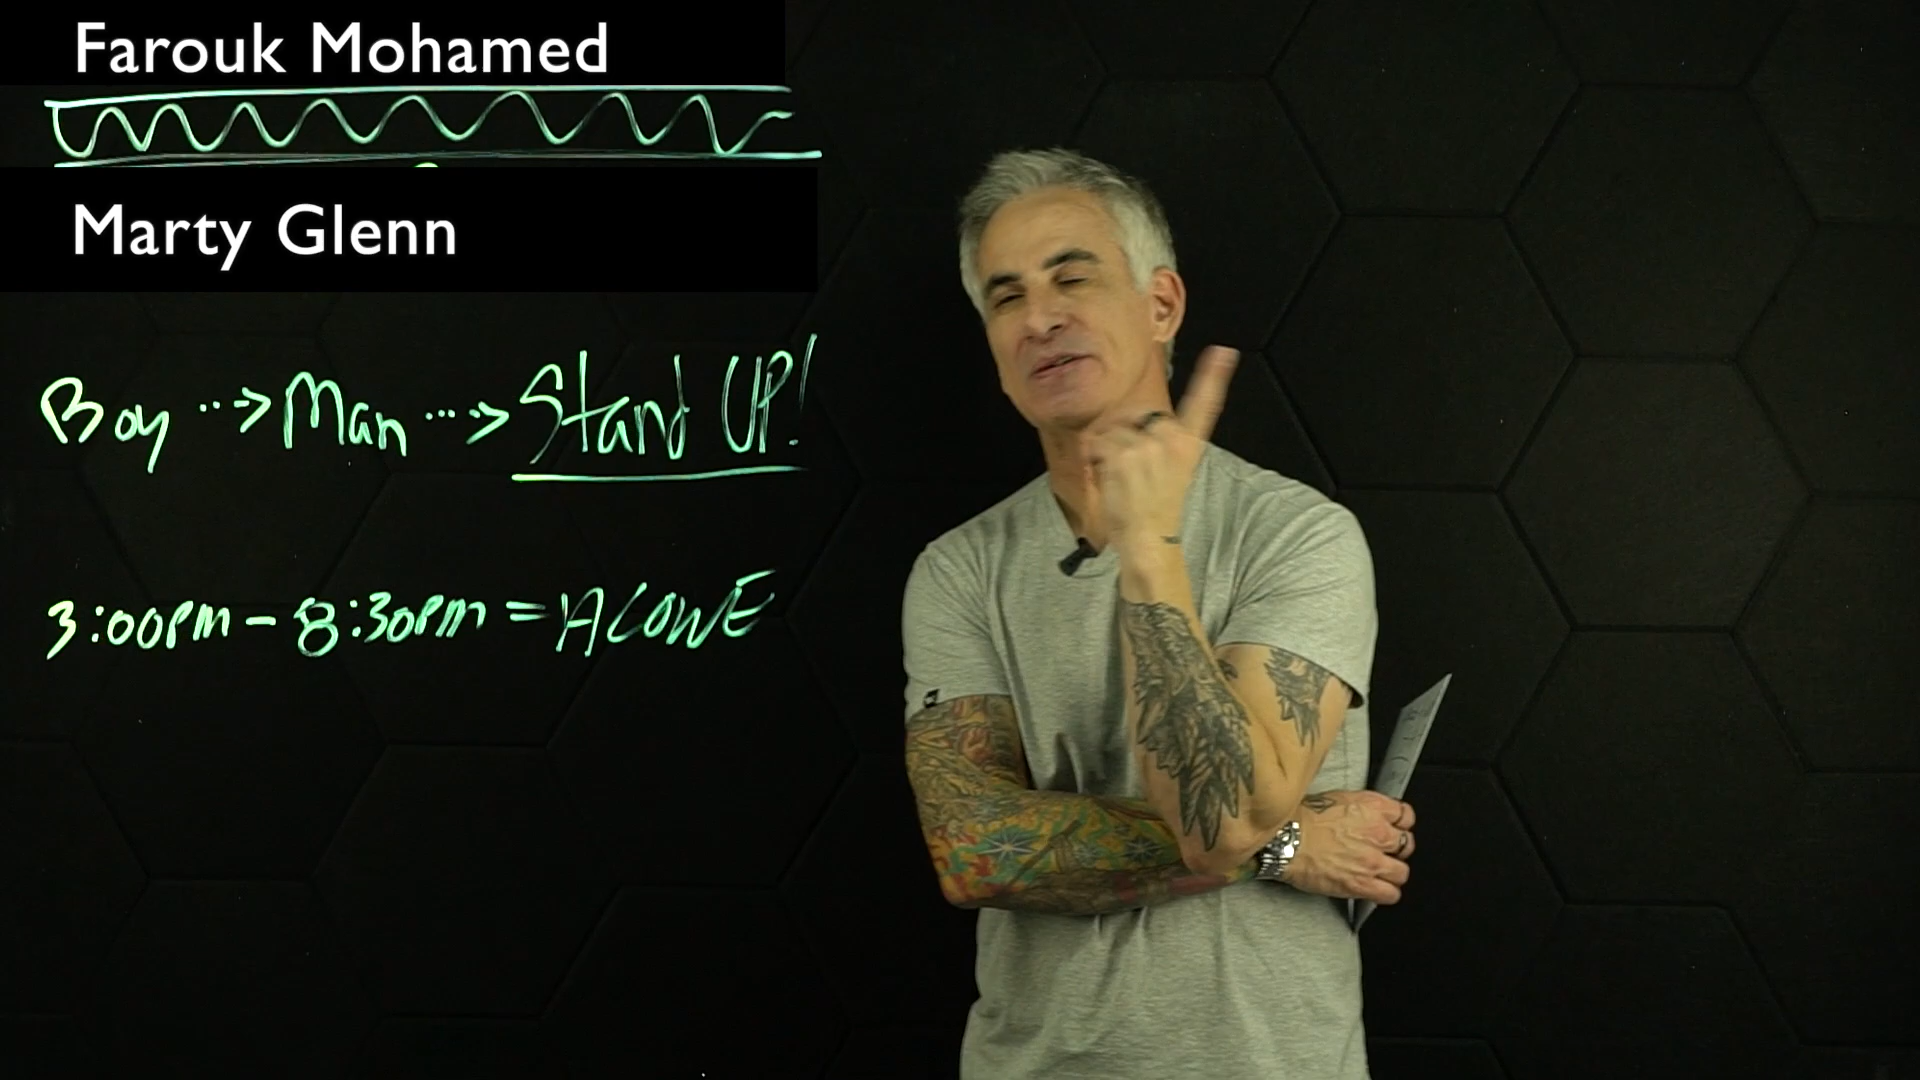 Farouk Mohamed
Marty Glenn
Boy ...> Man ...> Stand UP!
3:00PM - 8:30PM = ALONE